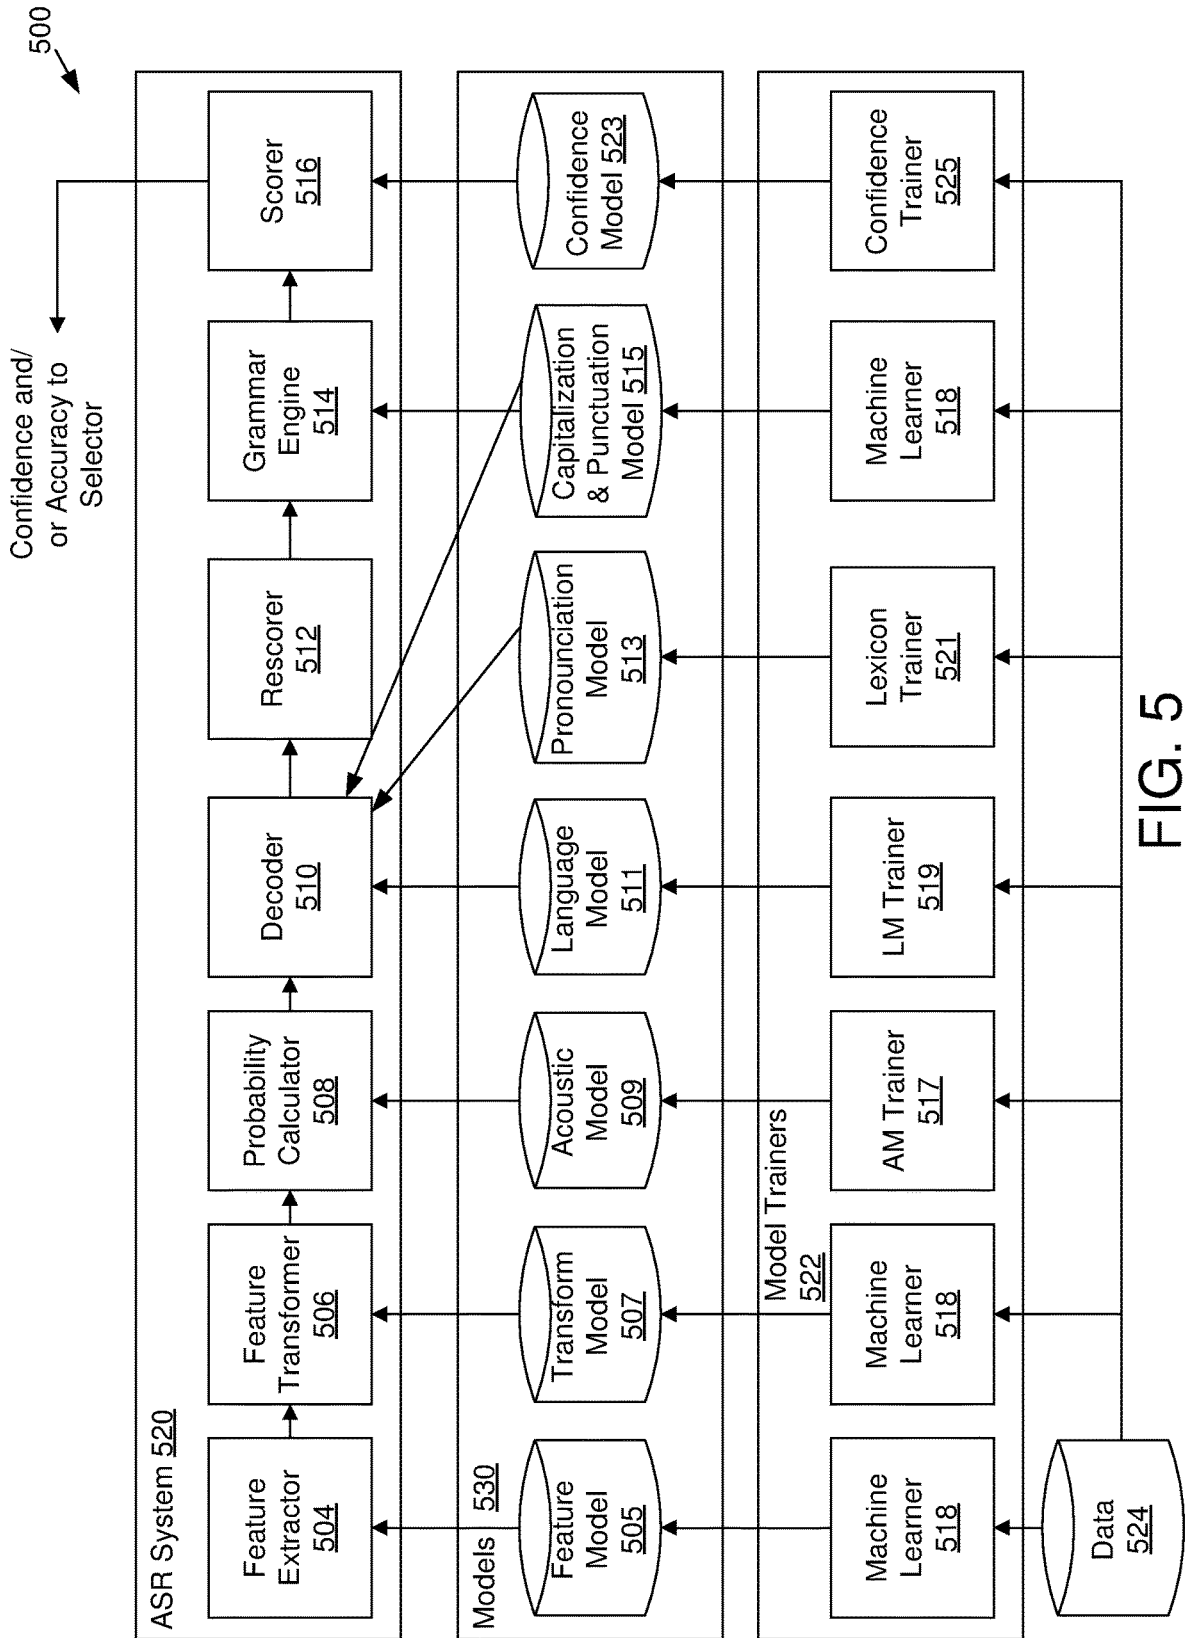 500
Confidence and/
or Accuracy to
Selector
ASR System 520
Feature
Extractor
504
Feature
Transformer
506
Probability
Calculator
508
Decoder
510
Rescorer
512
Grammar
Engine
514
Scorer
516
Models 530
Feature
Model
505
Transform
Model
507
Acoustic
Model
509
Language
Model
511
Pronounciation
Model
513
Capitalization
& Punctuation
Model 515
Confidence
Model 523
Model Trainers
522
Machine
Learner
518
Machine
Learner
518
AM Trainer
517
LM Trainer
519
Lexicon
Trainer
521
Machine
Learner
518
Confidence
Trainer
525
Data
524
FIG. 5